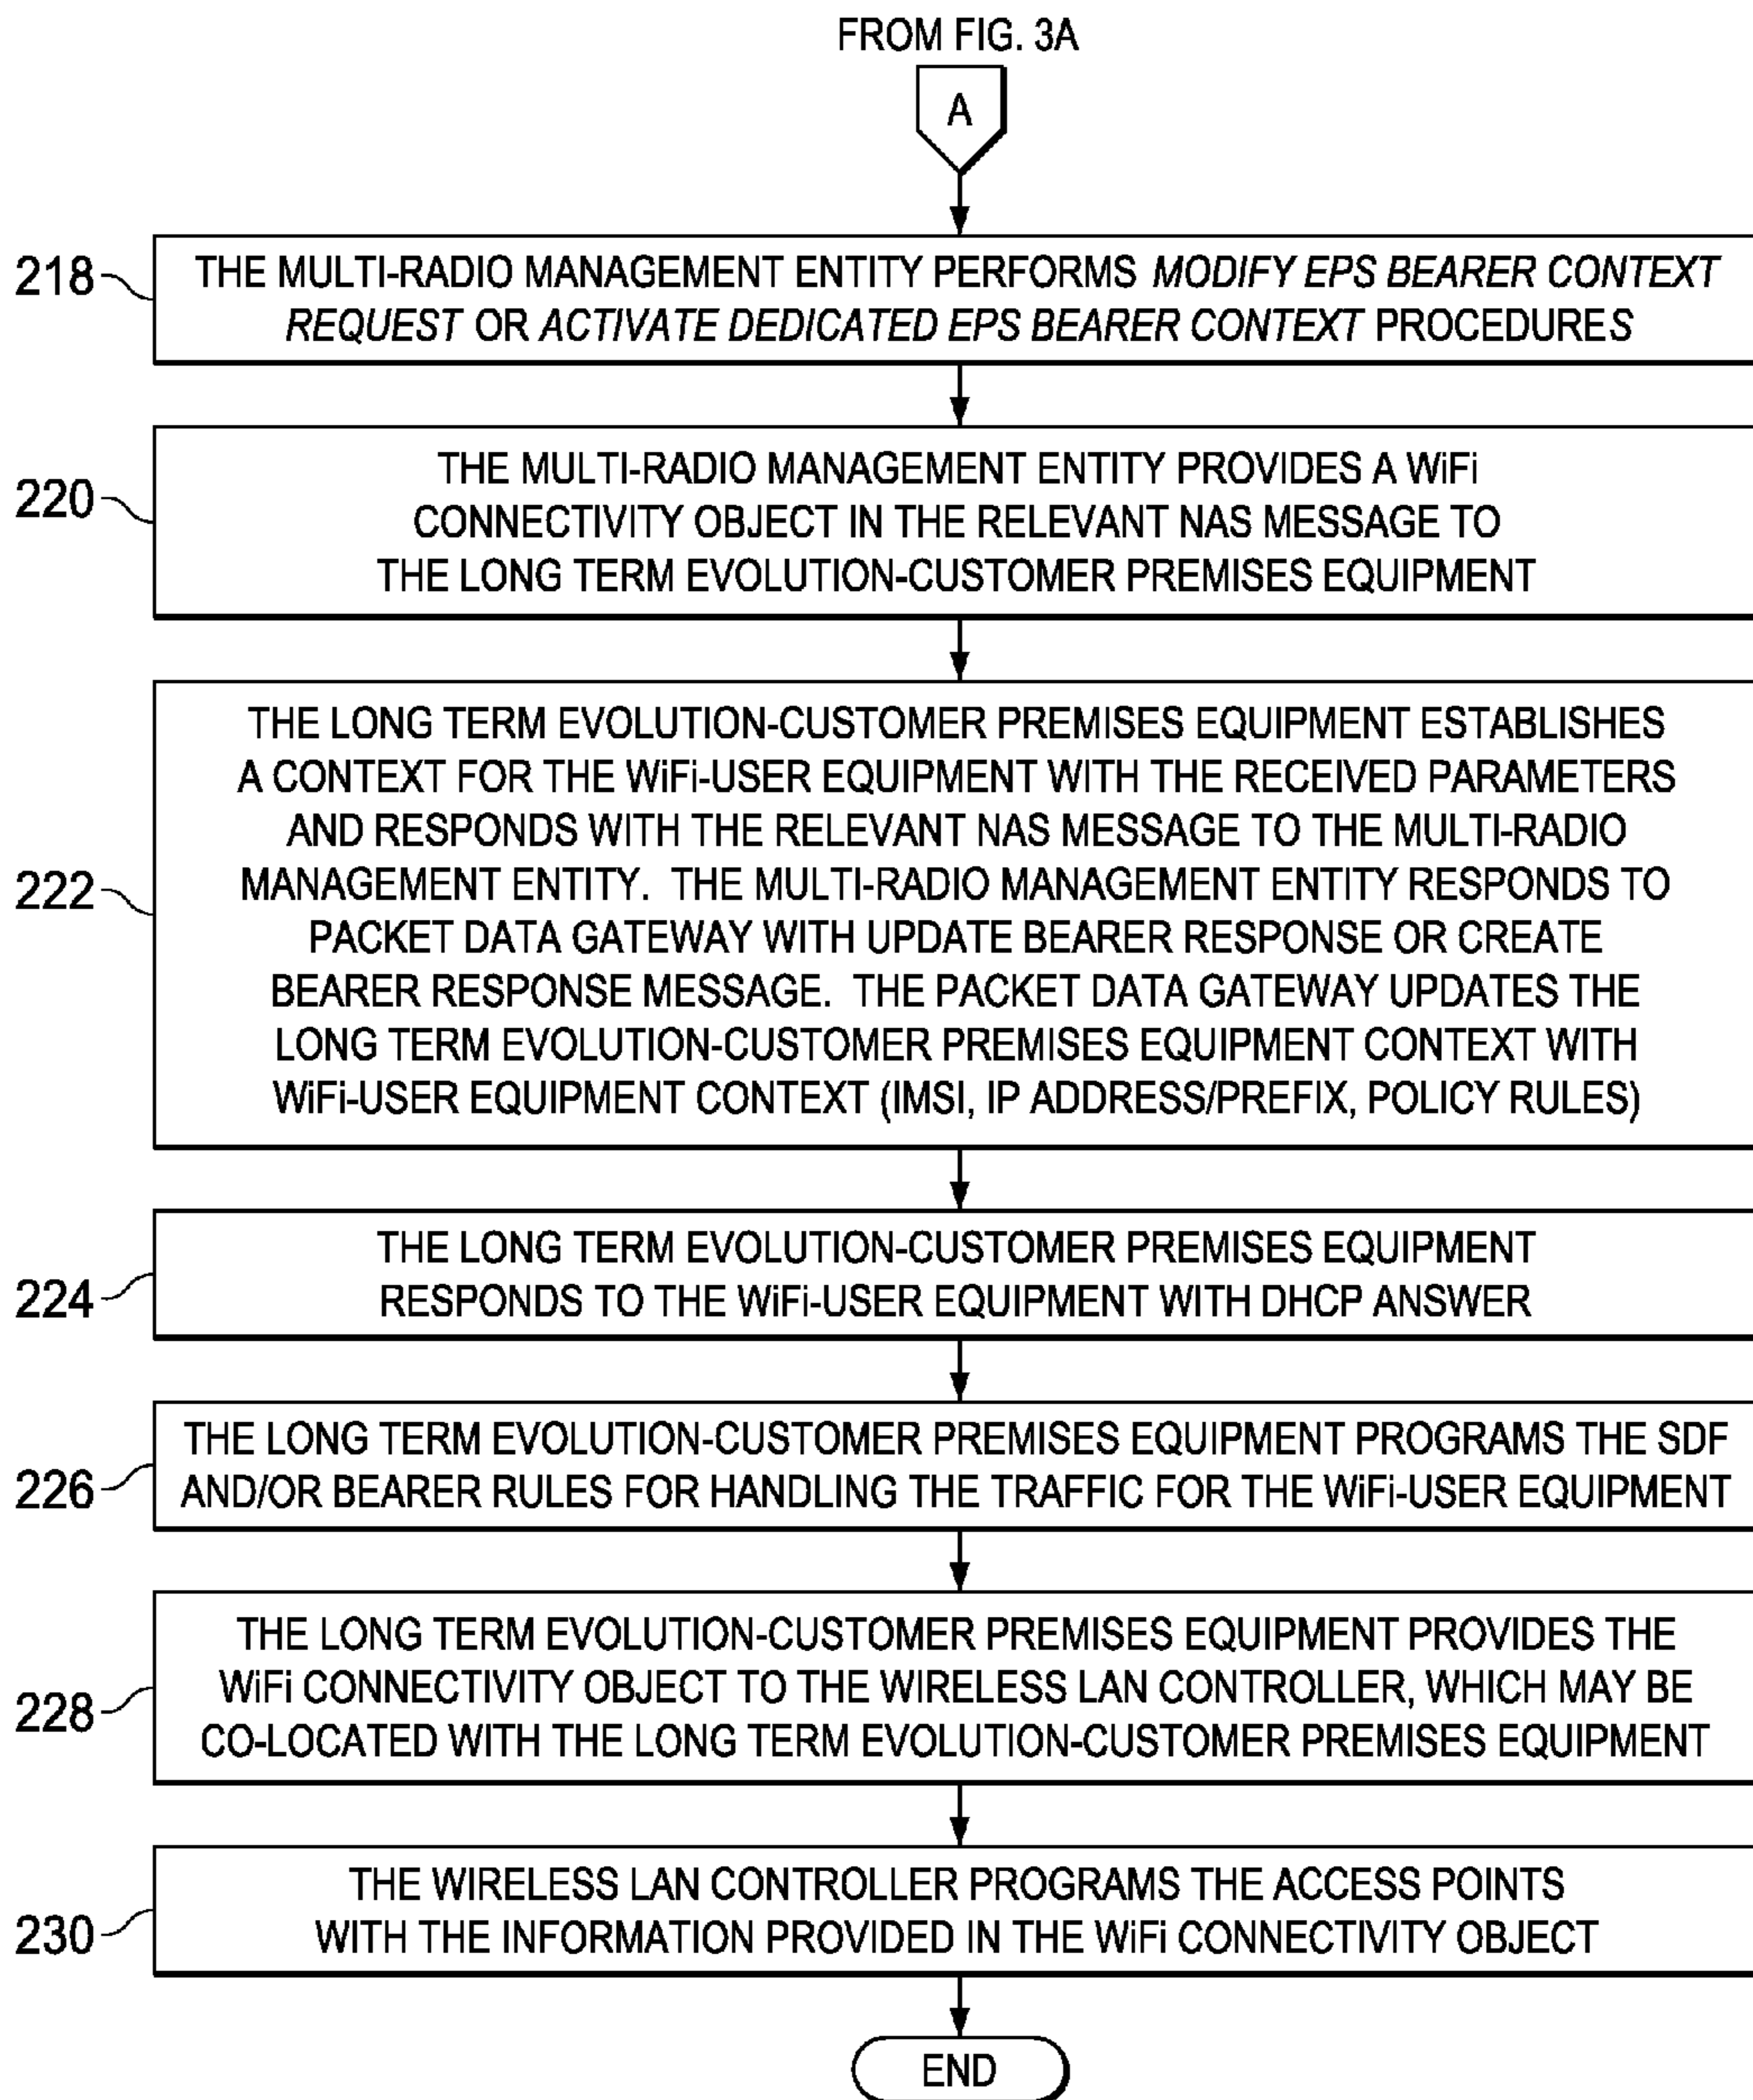 FROM FIG. 3A
A
218
THE MULTI-RADIO MANAGEMENT ENTITY PERFORMS MODIFY EPS BEARER CONTEXT
REQUEST OR ACTIVATE DEDICATED EPS BEARER CONTEXT PROCEDURES
220
THE MULTI-RADIO MANAGEMENT ENTITY PROVIDES A WiFi
CONNECTIVITY OBJECT IN THE RELEVANT NAS MESSAGE TO
THE LONG TERM EVOLUTION-CUSTOMER PREMISES EQUIPMENT
222
THE LONG TERM EVOLUTION-CUSTOMER PREMISES EQUIPMENT ESTABLISHES
A CONTEXT FOR THE WiFi-USER EQUIPMENT WITH THE RECEIVED PARAMETERS
AND RESPONDS WITH THE RELEVANT NAS MESSAGE TO THE MULTI-RADIO
MANAGEMENT ENTITY. THE MULTI-RADIO MANAGEMENT ENTITY RESPONDS TO
PACKET DATA GATEWAY WITH UPDATE BEARER RESPONSE OR CREATE
BEARER RESPONSE MESSAGE. THE PACKET DATA GATEWAY UPDATES THE
LONG TERM EVOLUTION-CUSTOMER PREMISES EQUIPMENT CONTEXT WITH
WiFi-USER EQUIPMENT CONTEXT (IMSI, IP ADDRESS/PREFIX, POLICY RULES)
224
THE LONG TERM EVOLUTION-CUSTOMER PREMISES EQUIPMENT
RESPONDS TO THE WiFi-USER EQUIPMENT WITH DHCP ANSWER
226
THE LONG TERM EVOLUTION-CUSTOMER PREMISES EQUIPMENT PROGRAMS THE SDF
AND/OR BEARER RULES FOR HANDLING THE TRAFFIC FOR THE WiFi-USER EQUIPMENT
228
THE LONG TERM EVOLUTION-CUSTOMER PREMISES EQUIPMENT PROVIDES THE
WiFi CONNECTIVITY OBJECT TO THE WIRELESS LAN CONTROLLER, WHICH MAY BE
CO-LOCATED WITH THE LONG TERM EVOLUTION-CUSTOMER PREMISES EQUIPMENT
230
THE WIRELESS LAN CONTROLLER PROGRAMS THE ACCESS POINTS
WITH THE INFORMATION PROVIDED IN THE WiFi CONNECTIVITY OBJECT
END